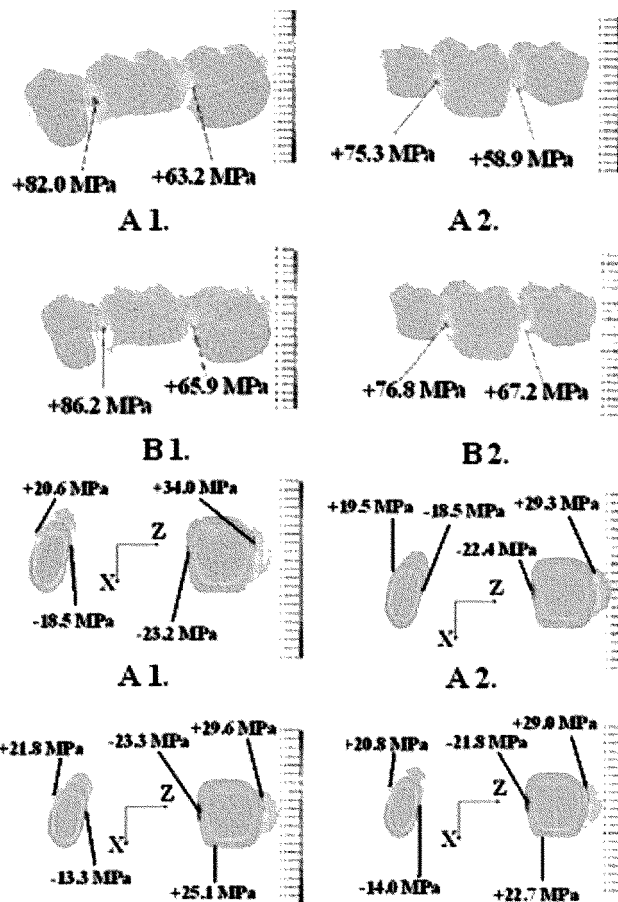 +82.0 MPa
+63.2 MPa
+75.3 MPa
+58.9 MPa
A 1.
A 2.
+86.2 MPa
+65.9 MPa
+76.8 MPa
+67.2 MPa
B 1.
B 2.
+20.6 MPa
+34.0 MPa
Z
X
-18.5 MPa
-23.2 MPa
+19.5 MPa
-18.5 MPa
+29.3 MPa
-22.4 MPa
Z
X
A 1.
A 2.
+21.8 MPa
-23.3 MPa
+29.6 MPa
Z
X
-13.3 MPa
+25.1 MPa
+20.8 MPa
-21.8 MPa
+29.0 MPa
Z
X
-14.0 MPa
+22.7 MPa